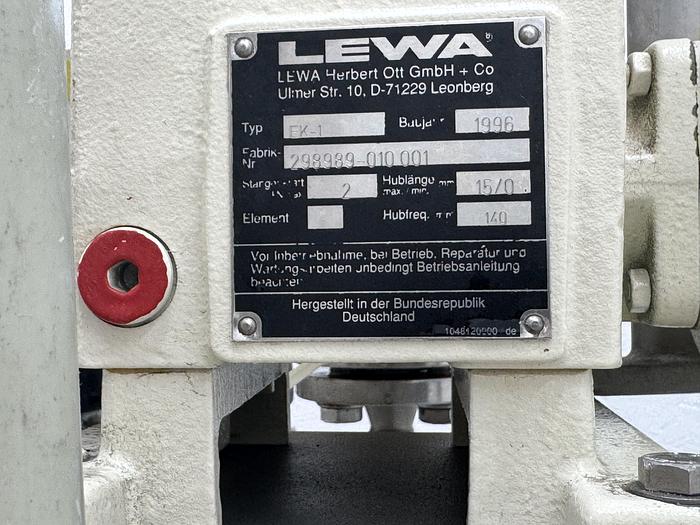 LEWA
LEWA Herbert Ott GmbH + Co
Ulmer Str. 10, D-71229 Leonberg
Typ EK-1 Baujahr 1996
Fabrik-Nr 298989-010 001
2 Hublänge mm max./min. 15/0
Element Hubfreq. 140
Vor Inbetriebnahme, bei Betrieb, Reparatur und
Wartungsarbeiten unbedingt Betriebsanleitung
beachten
Hergestellt in der Bundesrepublik
Deutschland
1048120000 de